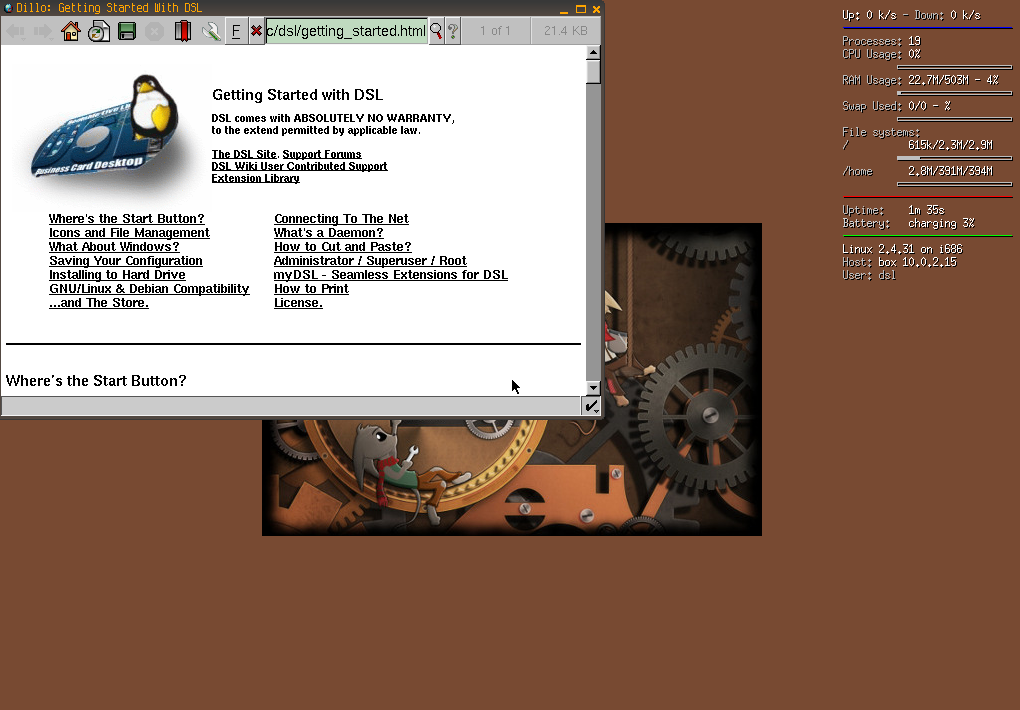 Dillo: Getting Started With DSL
F
c/dsl/getting_started.html
?
1 of 1
21.4 KB
Business Card Desktop
Getting Started with DSL
DSL comes with ABSOLUTELY NO WARRANTY,
to the extend permitted by applicable law.
The DSL Site, Support Forums
DSL Wiki User Contributed Support
Extension Library
Where's the Start Button?
Icons and File Management
What About Windows?
Saving Your Configuration
Installing to Hard Drive
GNU/Linux & Debian Compatibility
...and The Store.
Connecting To The Net
What's a Daemon?
How to Cut and Paste?
Administrator / Superuser / Root
myDSL - Seamless Extensions for DSL
How to Print
License.
Where's the Start Button?
Up: 0 k/s - Down: 0 k/s
Processes: 19
CPU Usage: 0%
RAM Usage: 22.7M/503M - 4%
Swap Used: 0/0 - %
File systems:
/ 615k/2.3M/2.9M
/home 2.8M/391M/394M
Uptime: 1m 35s
Battery: charging 3%
Linux 2.4.31 on i686
Host: box 10.0.2.15
User: dsl